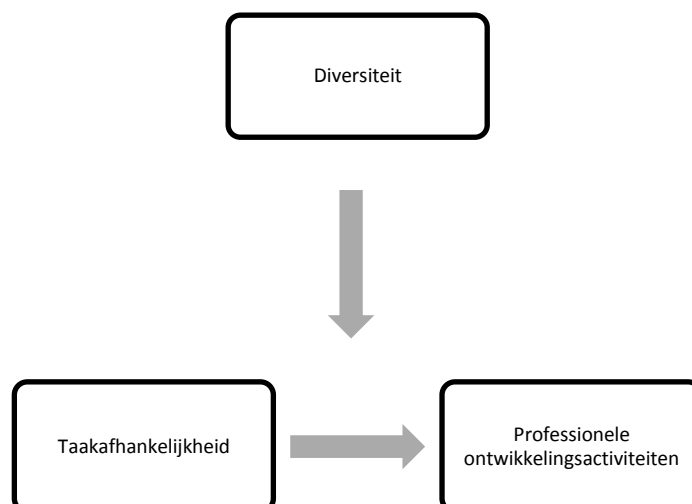 Diversiteit
Taakafhankelijkheid
Professionele
ontwikkelingsactiviteiten